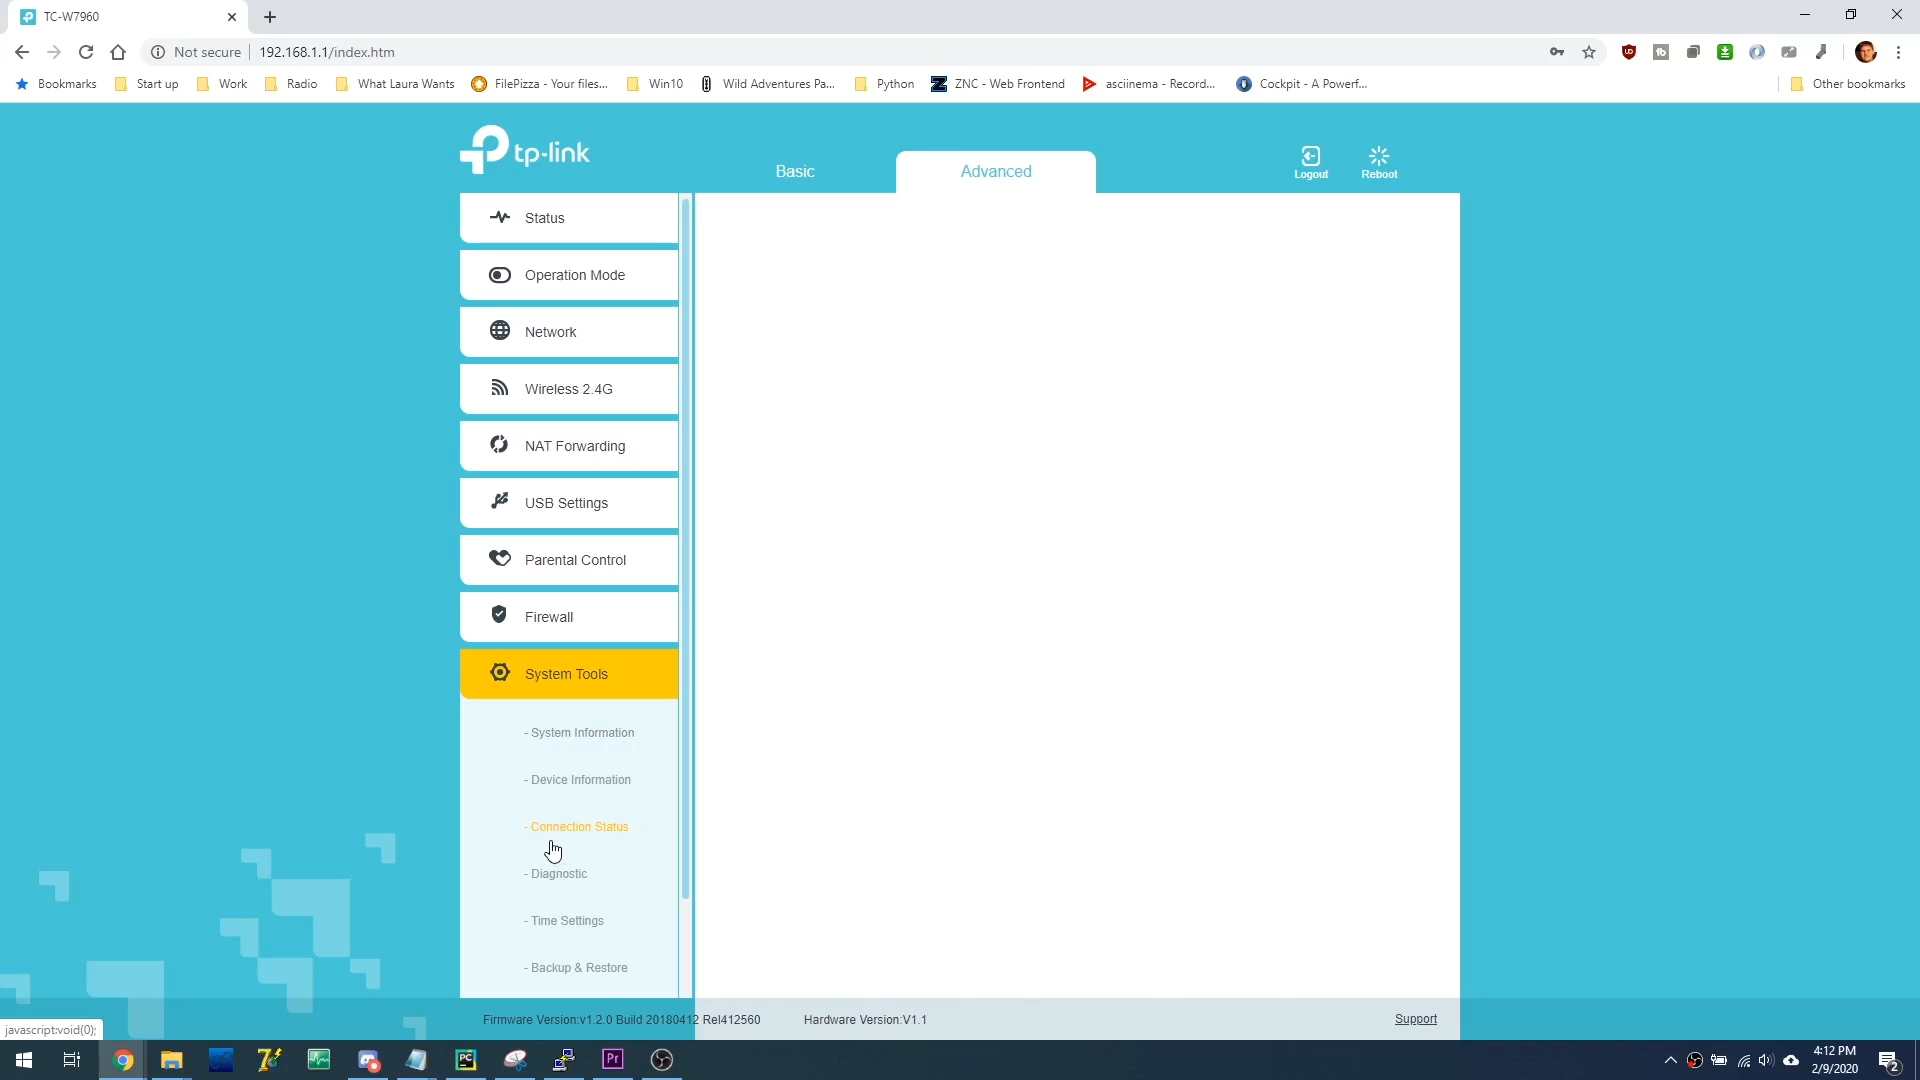 TC-W7960
Not secure 192.168.1.1/index.htm
Bookmarks Start up Work Radio What Laura Wants FilePizza - Your files... Win10 Wild Adventures Pa... Python ZNC - Web Frontend asciinema - Record... Cockpit - A Powerf... Other bookmarks
tp-link
Basic
Advanced
Logout
Reboot
Status
Operation Mode
Network
Wireless 2.4G
NAT Forwarding
USB Settings
Parental Control
Firewall
System Tools
- System Information
- Device Information
- Connection Status
- Diagnostic
- Time Settings
- Backup & Restore
Firmware Version:v1.2.0 Build 20180412 Rel412560 Hardware Version:V1.1 Support
javascript:void(0);
PC
Pr
4:12 PM
2/9/2020
2